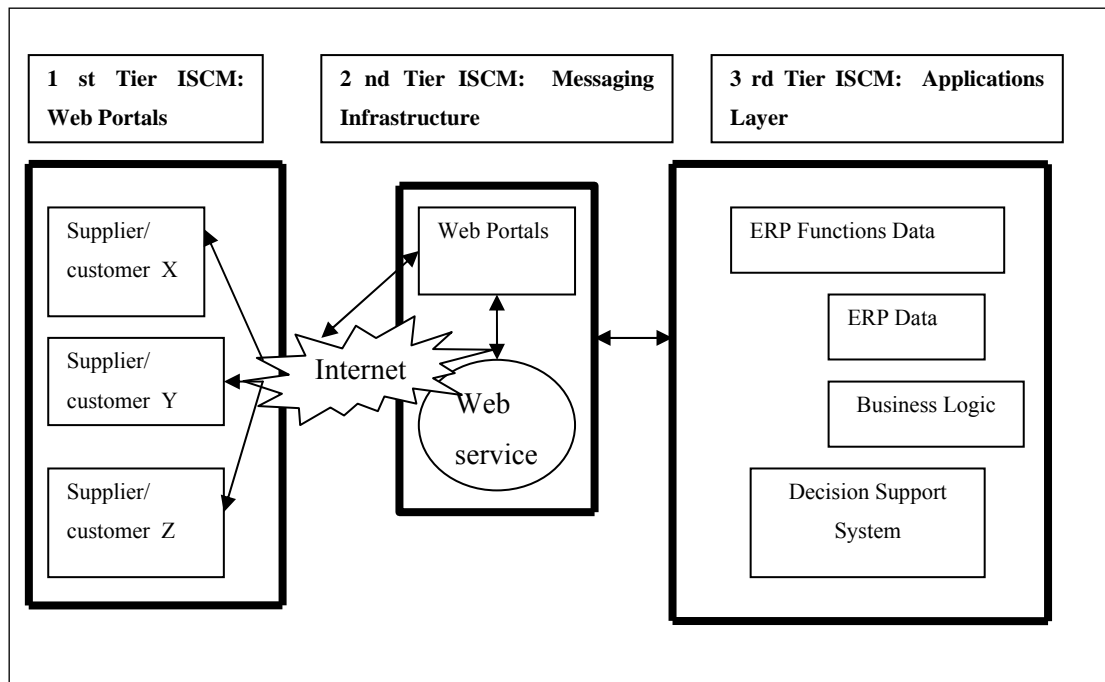 1 st Tier ISCM:
Web Portals
2 nd Tier ISCM: Messaging
Infrastructure
3 rd Tier ISCM: Applications
Layer
Supplier/
customer X
Supplier/
customer Y
Supplier/
customer Z
Internet
Web Portals
Web
service
ERP Functions Data
ERP Data
Business Logic
Decision Support
System